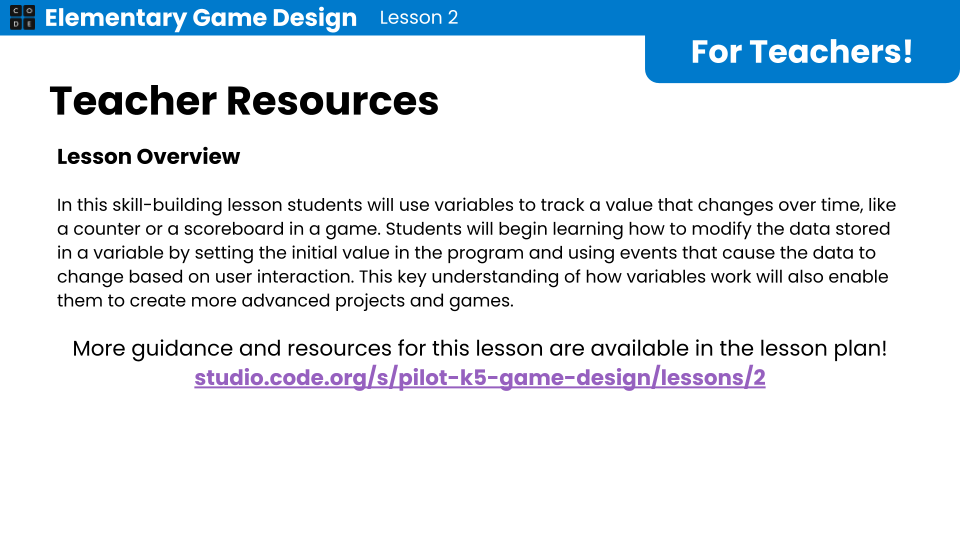 C O
D E
Elementary Game Design
Lesson 2
For Teachers!
Teacher Resources
Lesson Overview
In this skill-building lesson students will use variables to track a value that changes over time, like
a counter or a scoreboard in a game. Students will begin learning how to modify the data stored
in a variable by setting the initial value in the program and using events that cause the data to
change based on user interaction. This key understanding of how variables work will also enable
them to create more advanced projects and games.
More guidance and resources for this lesson are available in the lesson plan!
studio.code.org/s/pilot-k5-game-design/lessons/2